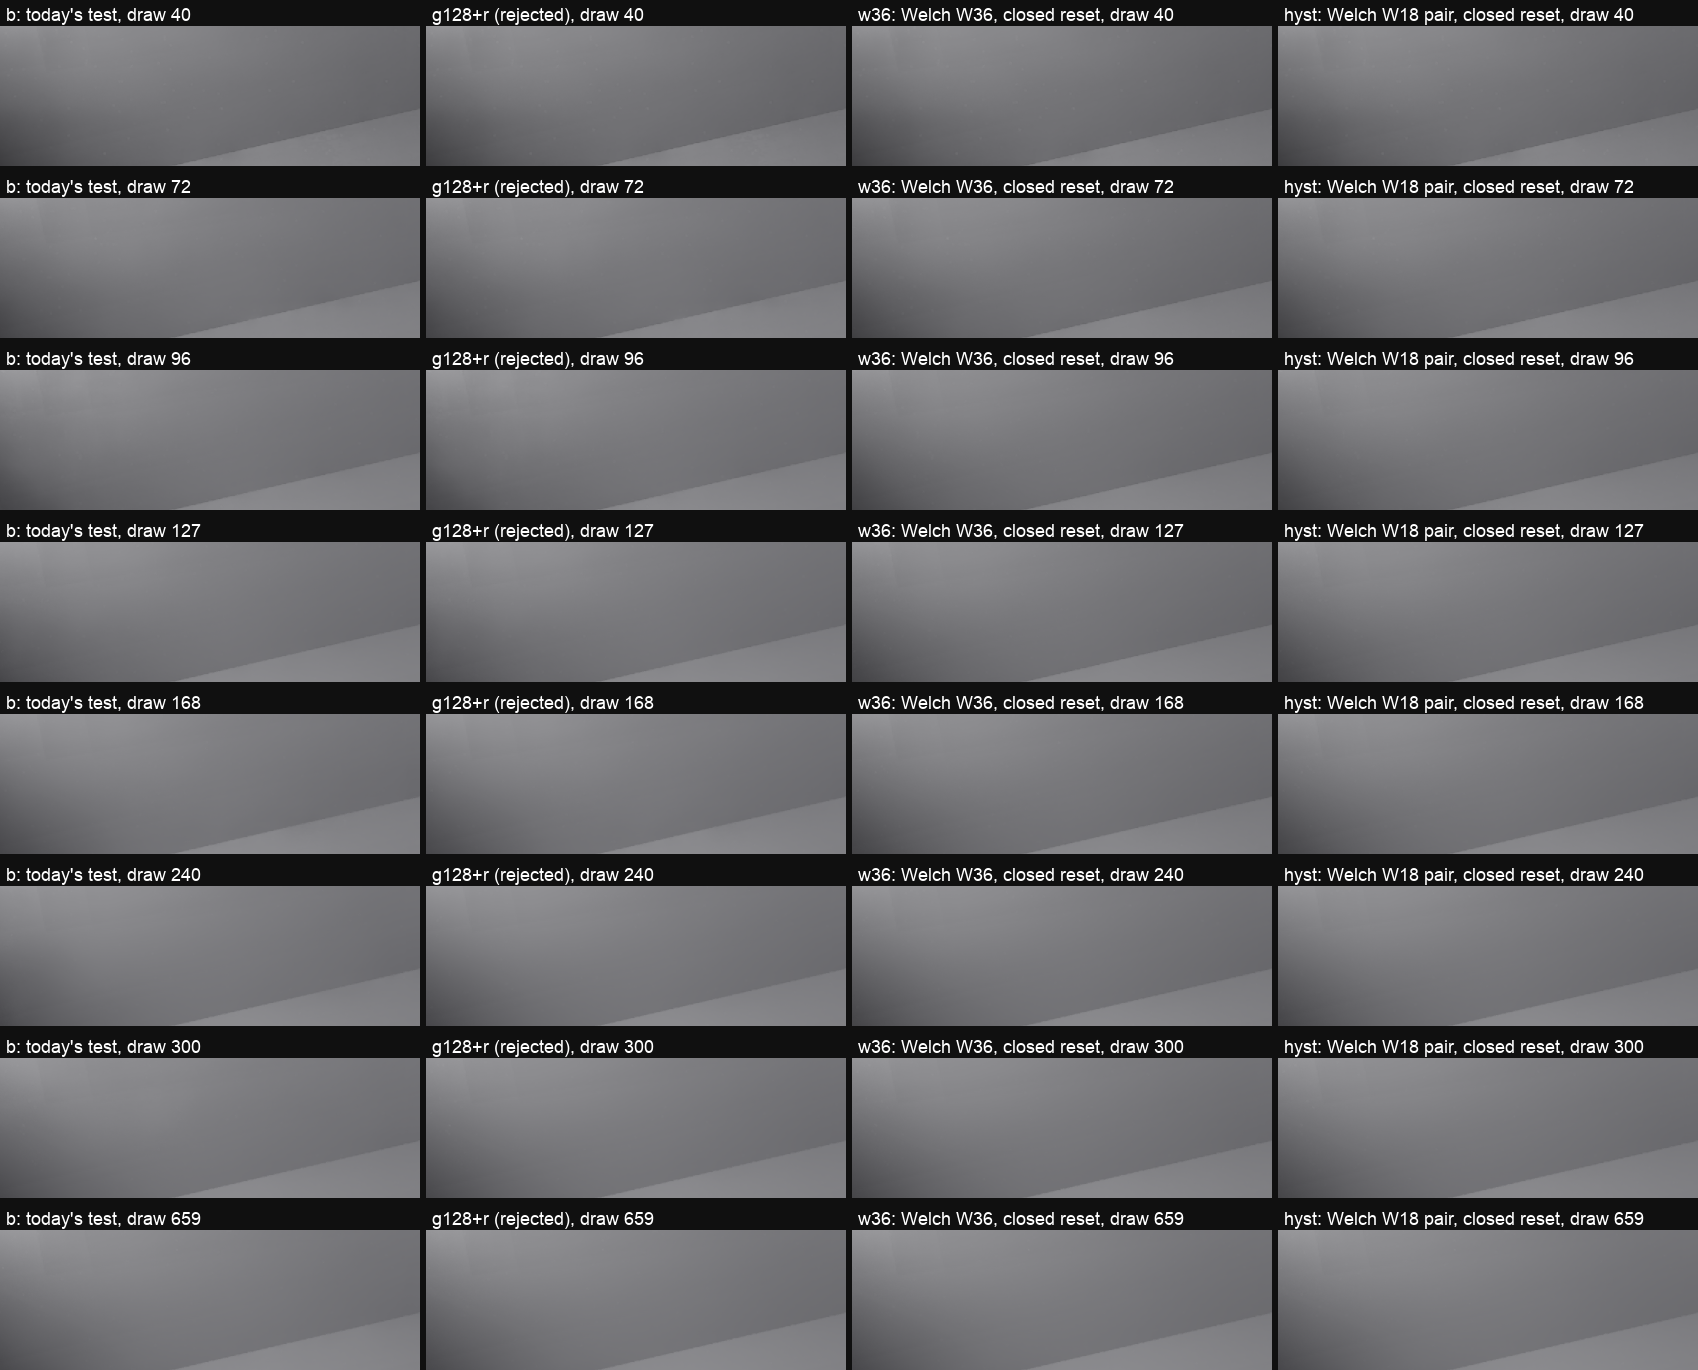 b: today's test, draw 40
g128+r (rejected), draw 40
w36: Welch W36, closed reset, draw 40
hyst: Welch W18 pair, closed reset, draw 40
b: today's test, draw 72
g128+r (rejected), draw 72
w36: Welch W36, closed reset, draw 72
hyst: Welch W18 pair, closed reset, draw 72
b: today's test, draw 96
g128+r (rejected), draw 96
w36: Welch W36, closed reset, draw 96
hyst: Welch W18 pair, closed reset, draw 96
b: today's test, draw 127
g128+r (rejected), draw 127
w36: Welch W36, closed reset, draw 127
hyst: Welch W18 pair, closed reset, draw 127
b: today's test, draw 168
g128+r (rejected), draw 168
w36: Welch W36, closed reset, draw 168
hyst: Welch W18 pair, closed reset, draw 168
b: today's test, draw 240
g128+r (rejected), draw 240
w36: Welch W36, closed reset, draw 240
hyst: Welch W18 pair, closed reset, draw 240
b: today's test, draw 300
g128+r (rejected), draw 300
w36: Welch W36, closed reset, draw 300
hyst: Welch W18 pair, closed reset, draw 300
b: today's test, draw 659
g128+r (rejected), draw 659
w36: Welch W36, closed reset, draw 659
hyst: Welch W18 pair, closed reset, draw 659